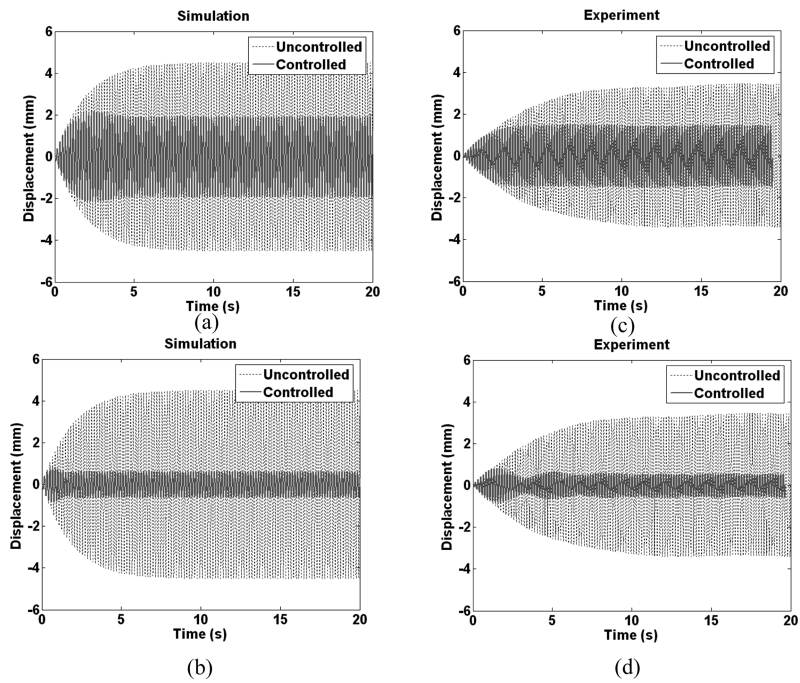 Simulation
Displacement (mm)
6
4
2
0
-2
-4
-6
Uncontrolled
Controlled
0 5 10 15 20
Time (s)
(a)
Experiment
Displacement (mm)
6
4
2
0
-2
-4
-6
Uncontrolled
Controlled
0 5 10 15 20
Time (s)
(c)
Simulation
Displacement (mm)
6
4
2
0
-2
-4
-6
Uncontrolled
Controlled
0 5 10 15 20
Time (s)
(b)
Experiment
Displacement (mm)
6
4
2
0
-2
-4
-6
Uncontrolled
Controlled
0 5 10 15 20
Time (s)
(d)